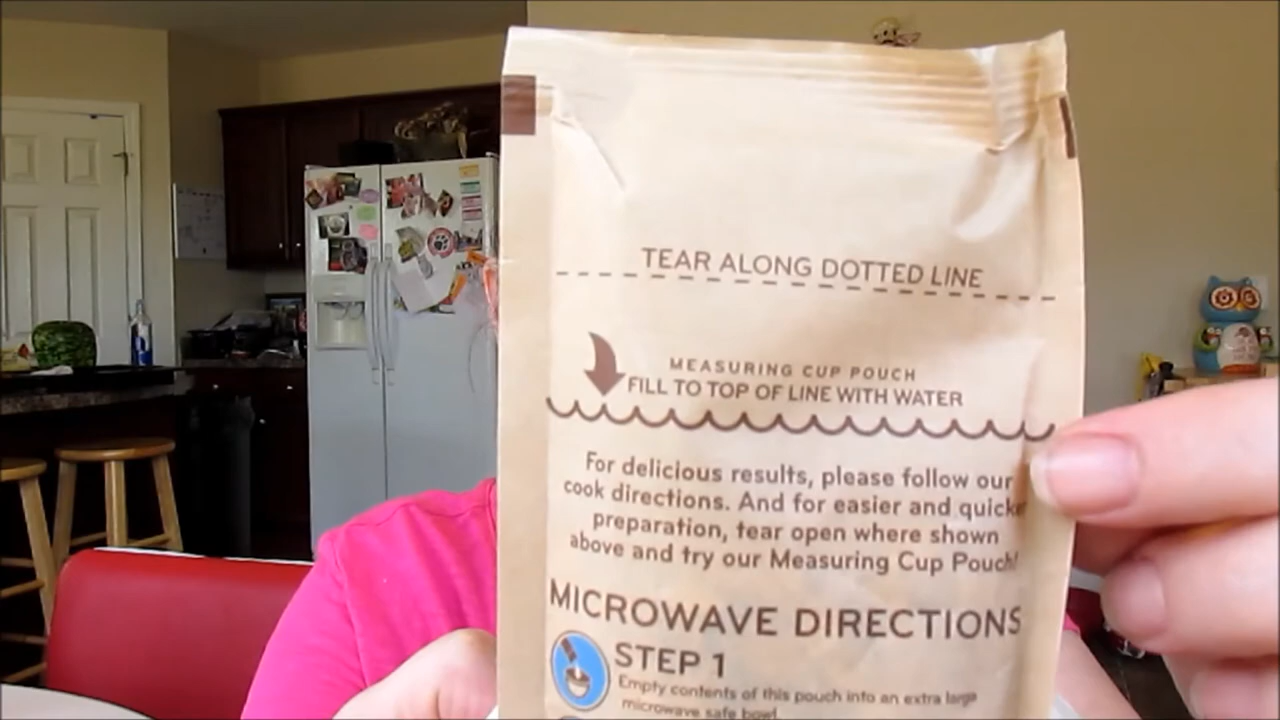 TEAR ALONG DOTTED LINE
MEASURING CUP POUCH
FILL TO TOP OF LINE WITH WATER
For delicious results, please follow our
cook directions. And for easier and quick
preparation, tear open where shown
above and try our Measuring Cup Pouch!
MICROWAVE DIRECTIONS
STEP 1
Empty contents of this pouch into an extra large
microwave safe bowl.